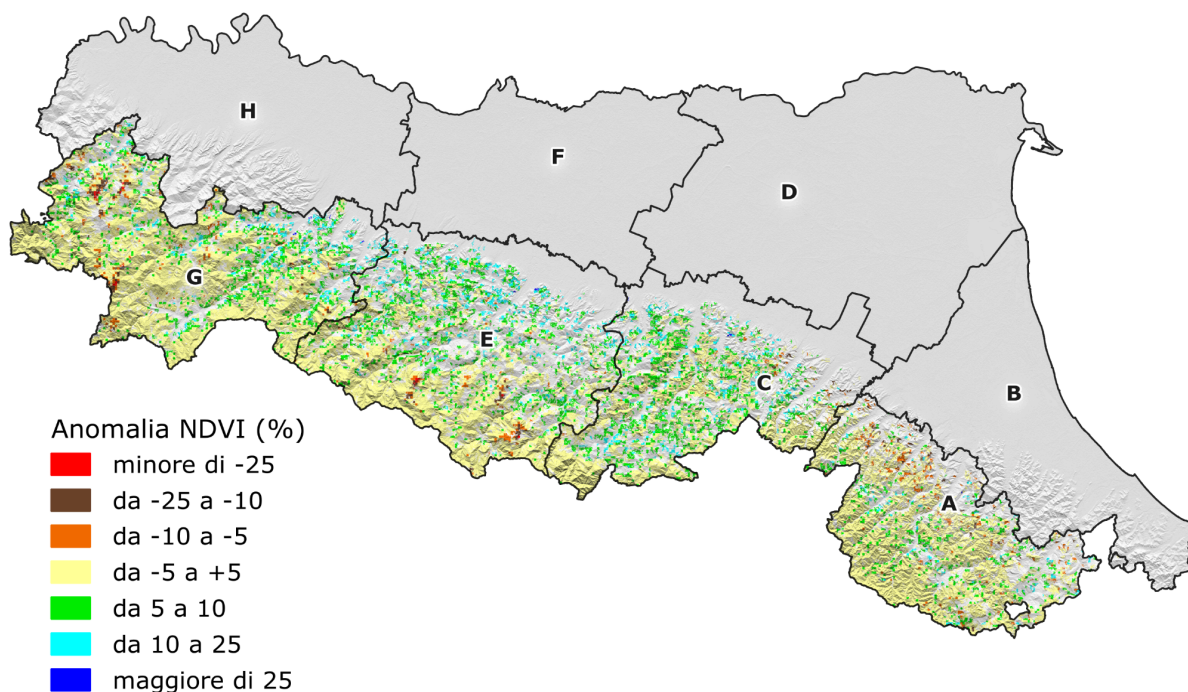 H
F
D
G
E
C
B
A
Anomalia NDVI (%)
minore di -25
da -25 a -10
da -10 a -5
da -5 a +5
da 5 a 10
da 10 a 25
maggiore di 25